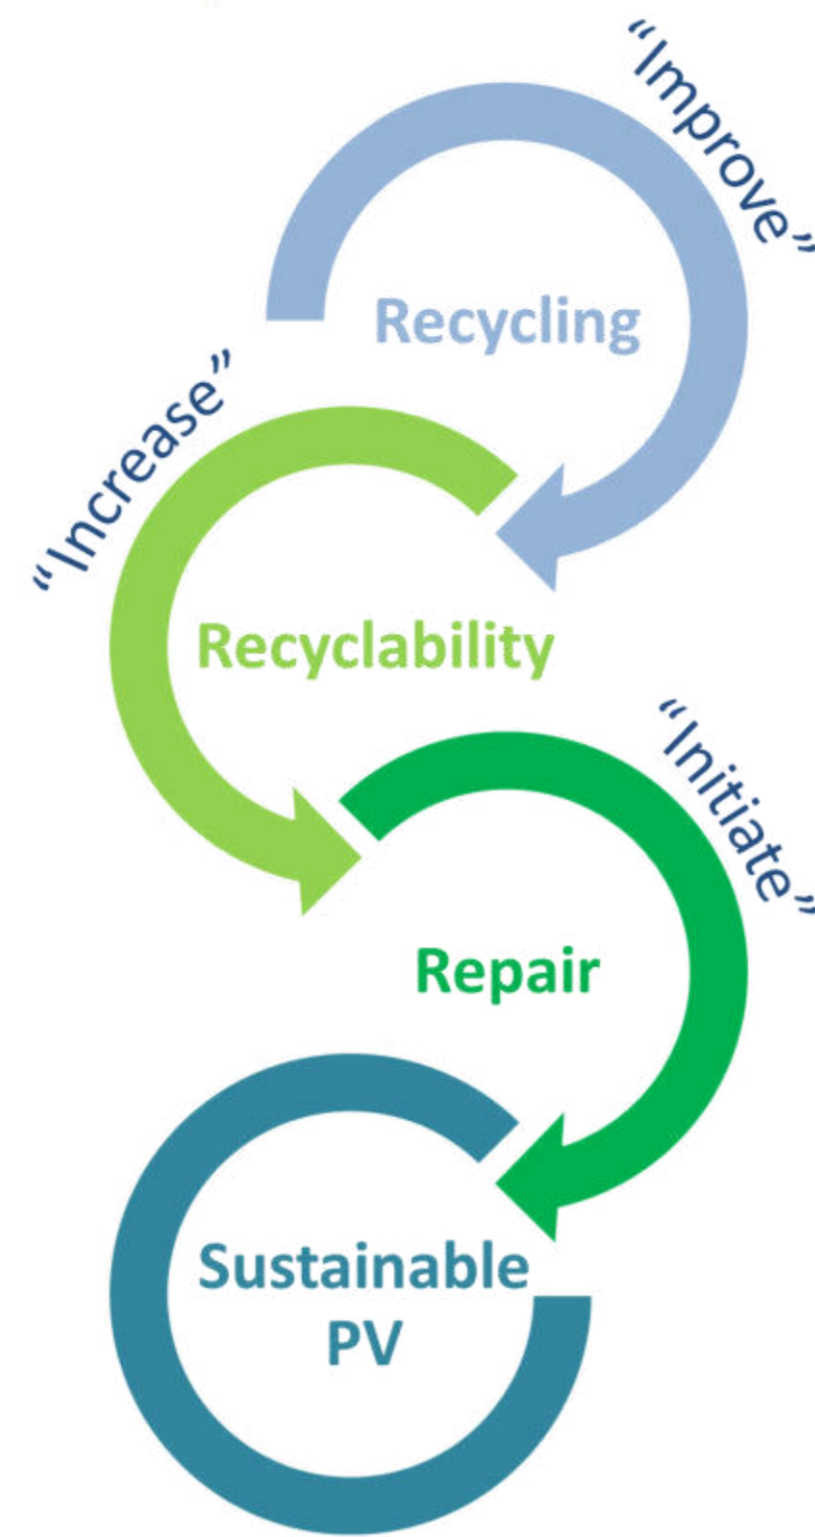 “Improve”
Recycling
“Increase”
Recyclability
“Initiate”
Repair
Sustainable
PV